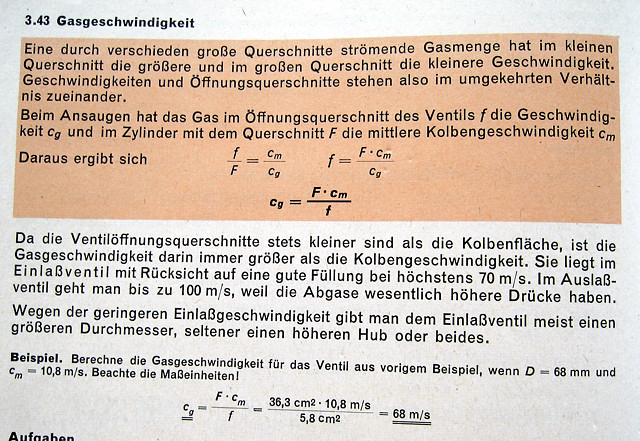 3.43 Gasgeschwindigkeit
Eine durch verschieden große Querschnitte strömende Gasmenge hat im kleinen
Querschnitt die größere und im großen Querschnitt die kleinere Geschwindigkeit.
Geschwindigkeiten und Öffnungsquerschnitte stehen also im umgekehrten Verhält-
nis zueinander.
Beim Ansaugen hat das Gas im Öffnungsquerschnitt des Ventils f die Geschwindig-
keit cg und im Zylinder mit dem Querschnitt F die mittlere Kolbengeschwindigkeit cm
Daraus ergibt sich f/F = cm/cg f = F · cm/cg
cg = F · cm/f
Da die Ventilöffnungsquerschnitte stets kleiner sind als die Kolbenfläche, ist die
Gasgeschwindigkeit darin immer größer als die Kolbengeschwindigkeit. Sie liegt im
Einlaßventil mit Rücksicht auf eine gute Füllung bei höchstens 70 m/s. Im Auslaß-
ventil geht man bis zu 100 m/s, weil die Abgase wesentlich höhere Drücke haben.
Wegen der geringeren Einlaßgeschwindigkeit gibt man dem Einlaßventil meist einen
größeren Durchmesser, seltener einen höheren Hub oder beides.
Beispiel. Berechne die Gasgeschwindigkeit für das Ventil aus vorigem Beispiel, wenn D = 68 mm und
cm = 10,8 m/s. Beachte die Maßeinheiten!
cg = F · cm/f = 36,3 cm² · 10,8 m/s/5,8 cm² = 68 m/s
Aufgaben